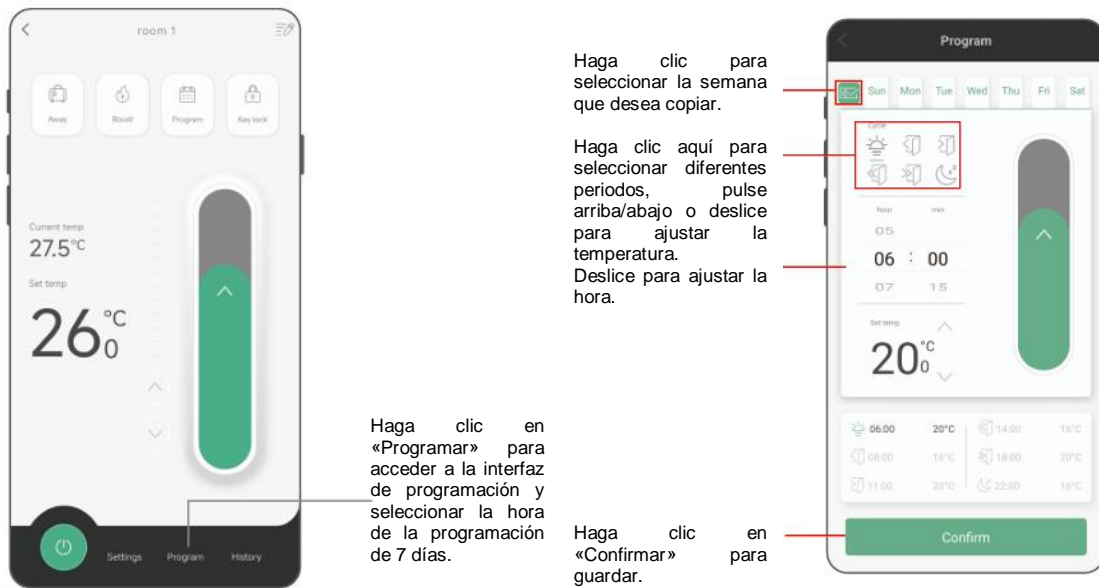 room 1
Away
Boost
Program
Key lock
Current temp
27.5°C
Set temp
26.0 °C
Settings
Program
History
Haga clic en
«Programar» para
acceder a la interfaz
de programación y
seleccionar la hora
de la programación
de 7 días.
Haga clic para
seleccionar la semana
que desea copiar.
Haga clic aquí para
seleccionar diferentes
periodos, pulse
arriba/abajo o deslice
para ajustar la
temperatura.
Deslice para ajustar la
hora.
Haga clic en
«Confirmar» para
guardar.
Program
Sun Mon Tue Wed Thu Fri Sat
Cycle
hour min
05
06 : 00
07 15
Set temp
20.0 °C
06:00 20°C 14:00 16°C
08:00 16°C 18:00 20°C
11:00 20°C 22:00 16°C
Confirm